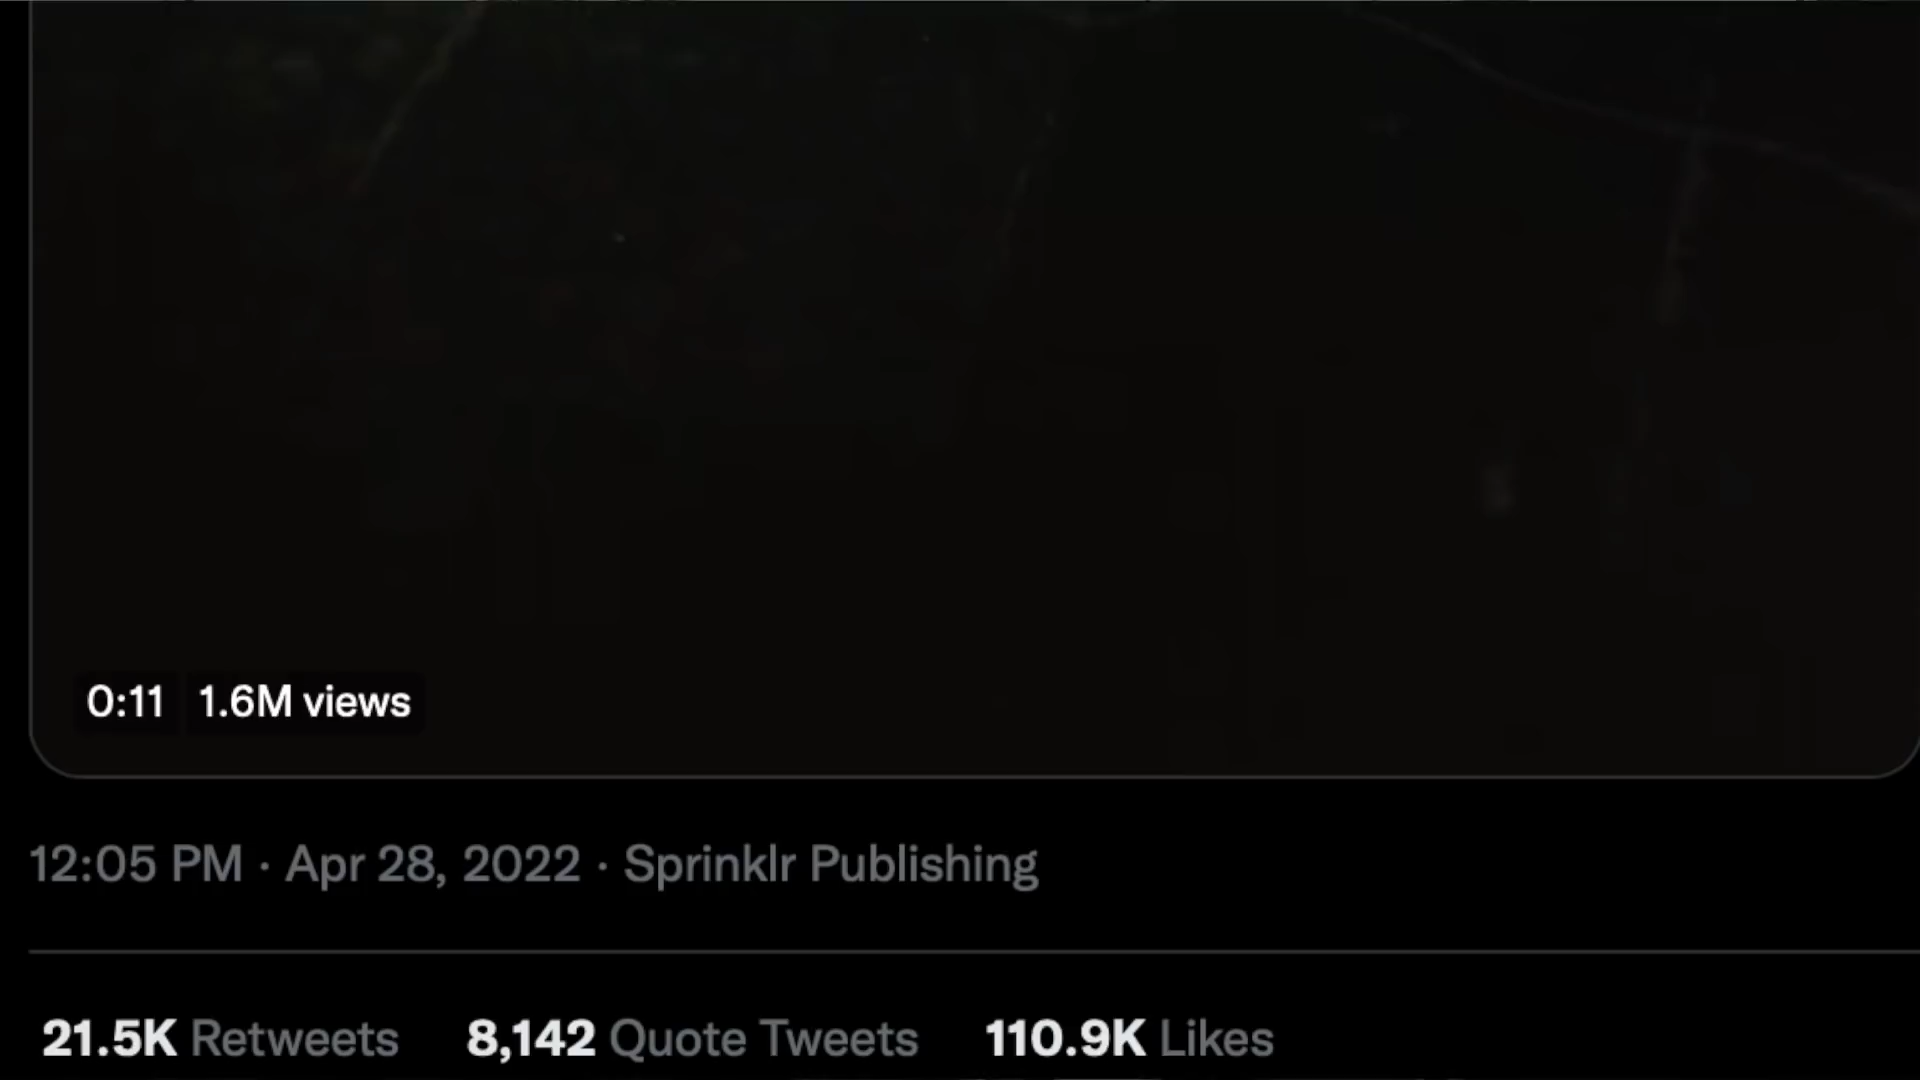 0:11 1.6M views
12:05 PM · Apr 28, 2022 · Sprinklr Publishing
21.5K Retweets 8,142 Quote Tweets 110.9K Likes